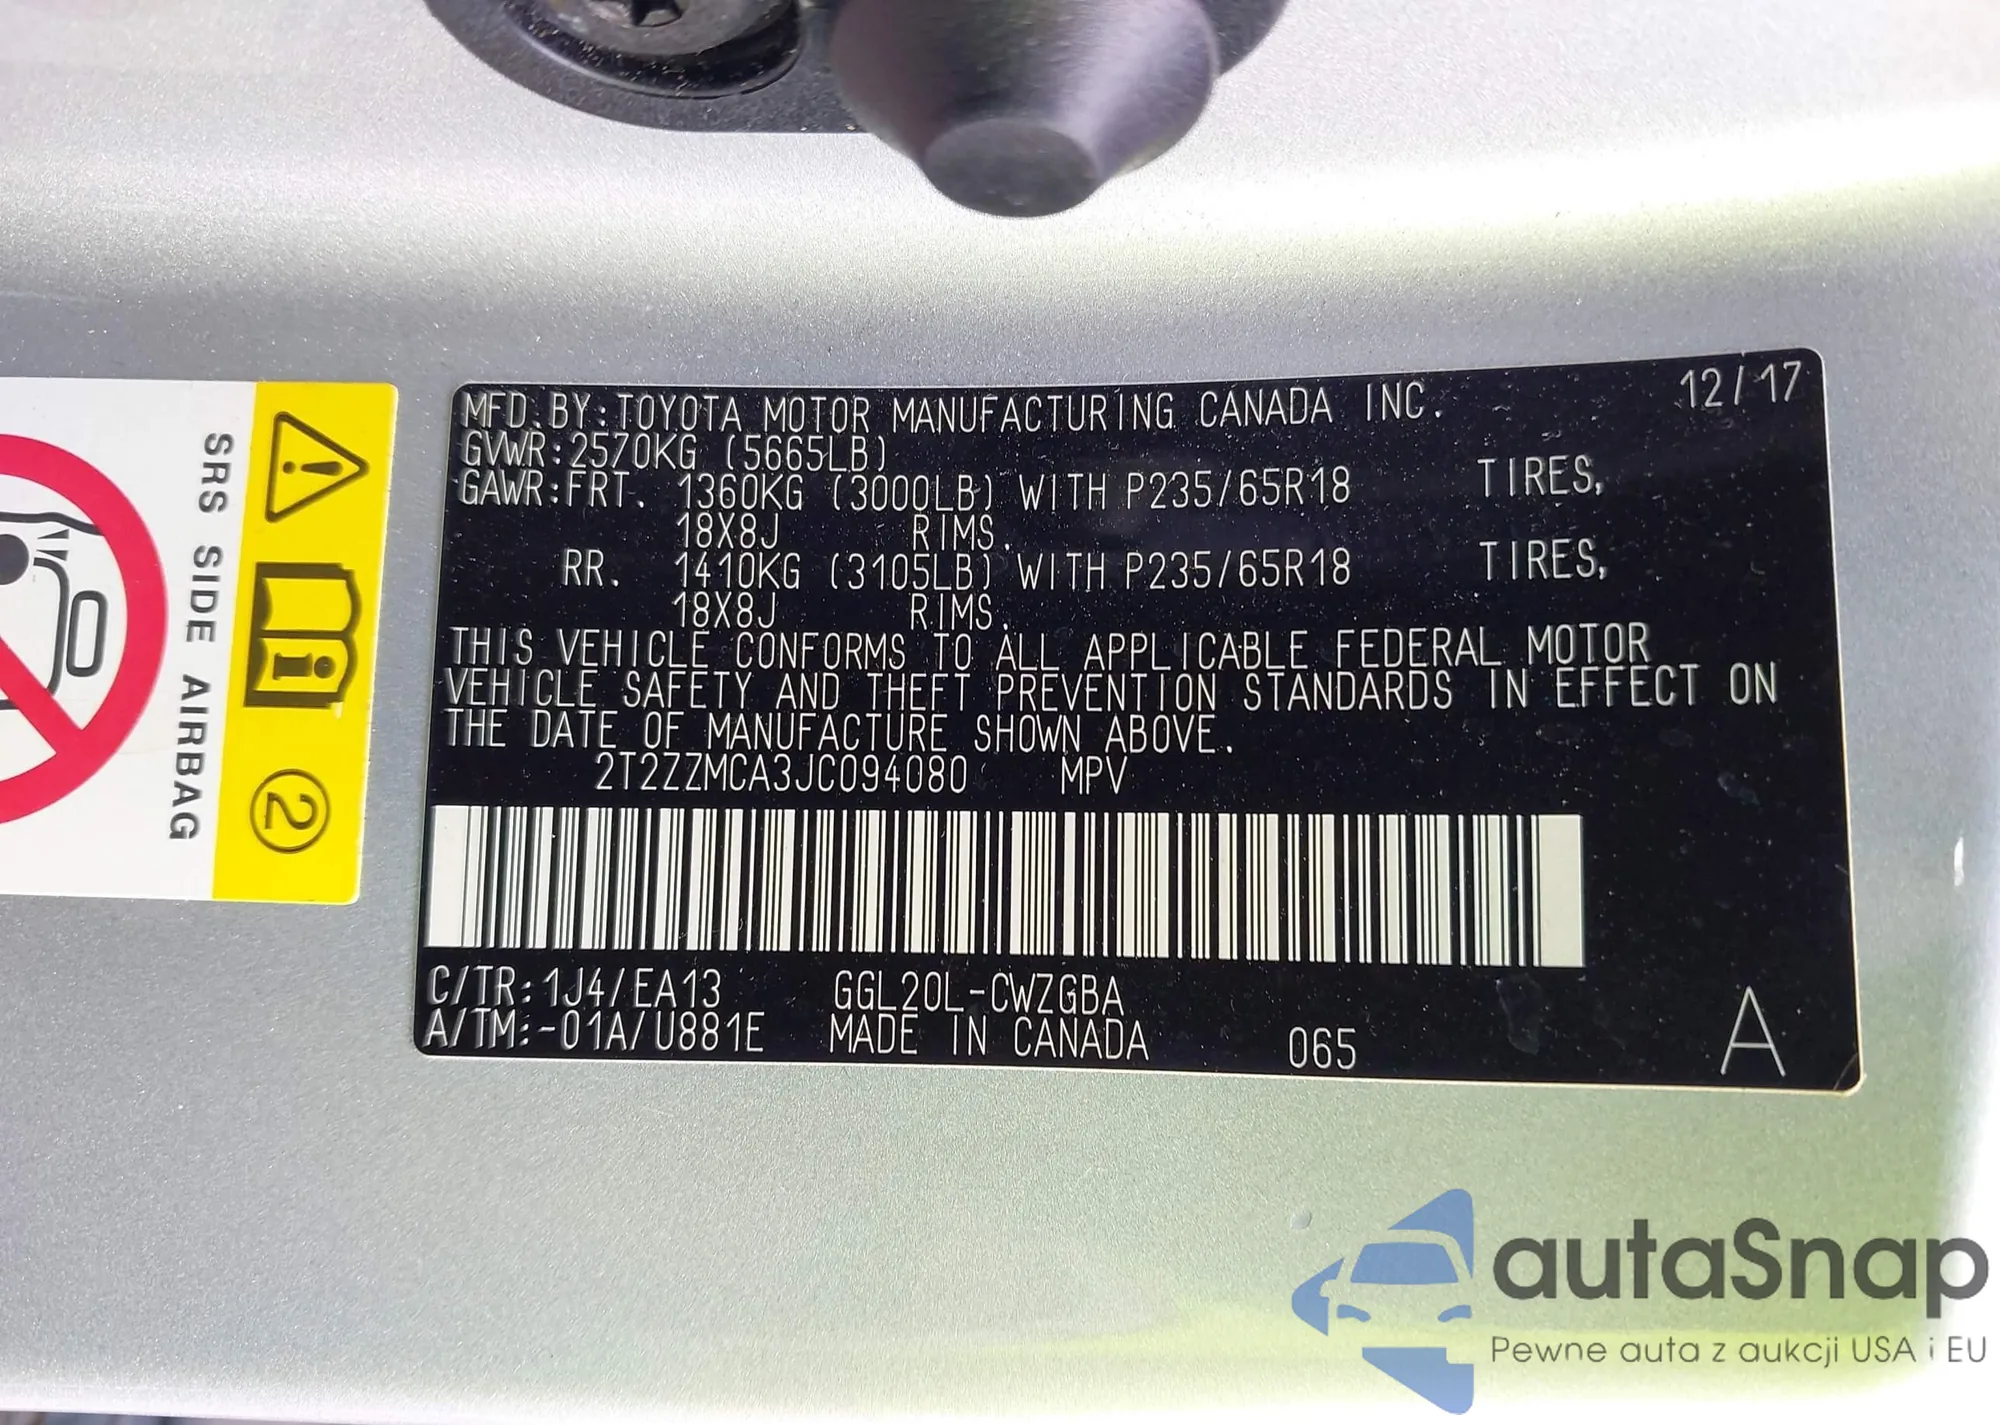 MFD.BY:TOYOTA MOTOR MANUFACTURING CANADA INC. 12/17
GVWR:2570KG (5665LB)
GAWR:FRT. 1360KG (3000LB) WITH P235/65R18 TIRES,
18X8J RIMS.
RR. 1410KG (3105LB) WITH P235/65R18 TIRES,
18X8J RIMS.
THIS VEHICLE CONFORMS TO ALL APPLICABLE FEDERAL MOTOR
VEHICLE SAFETY AND THEFT PREVENTION STANDARDS IN EFFECT ON
THE DATE OF MANUFACTURE SHOWN ABOVE.
2T2ZZMCA3JC094080 MPV
C/TR:1J4/EA13 GGL20L-CWZGBA
A/TM:-01A/U881E MADE IN CANADA 065 A
SRS SIDE AIRBAG
2
autaSnap
Pewne auta z aukcji USA i EU